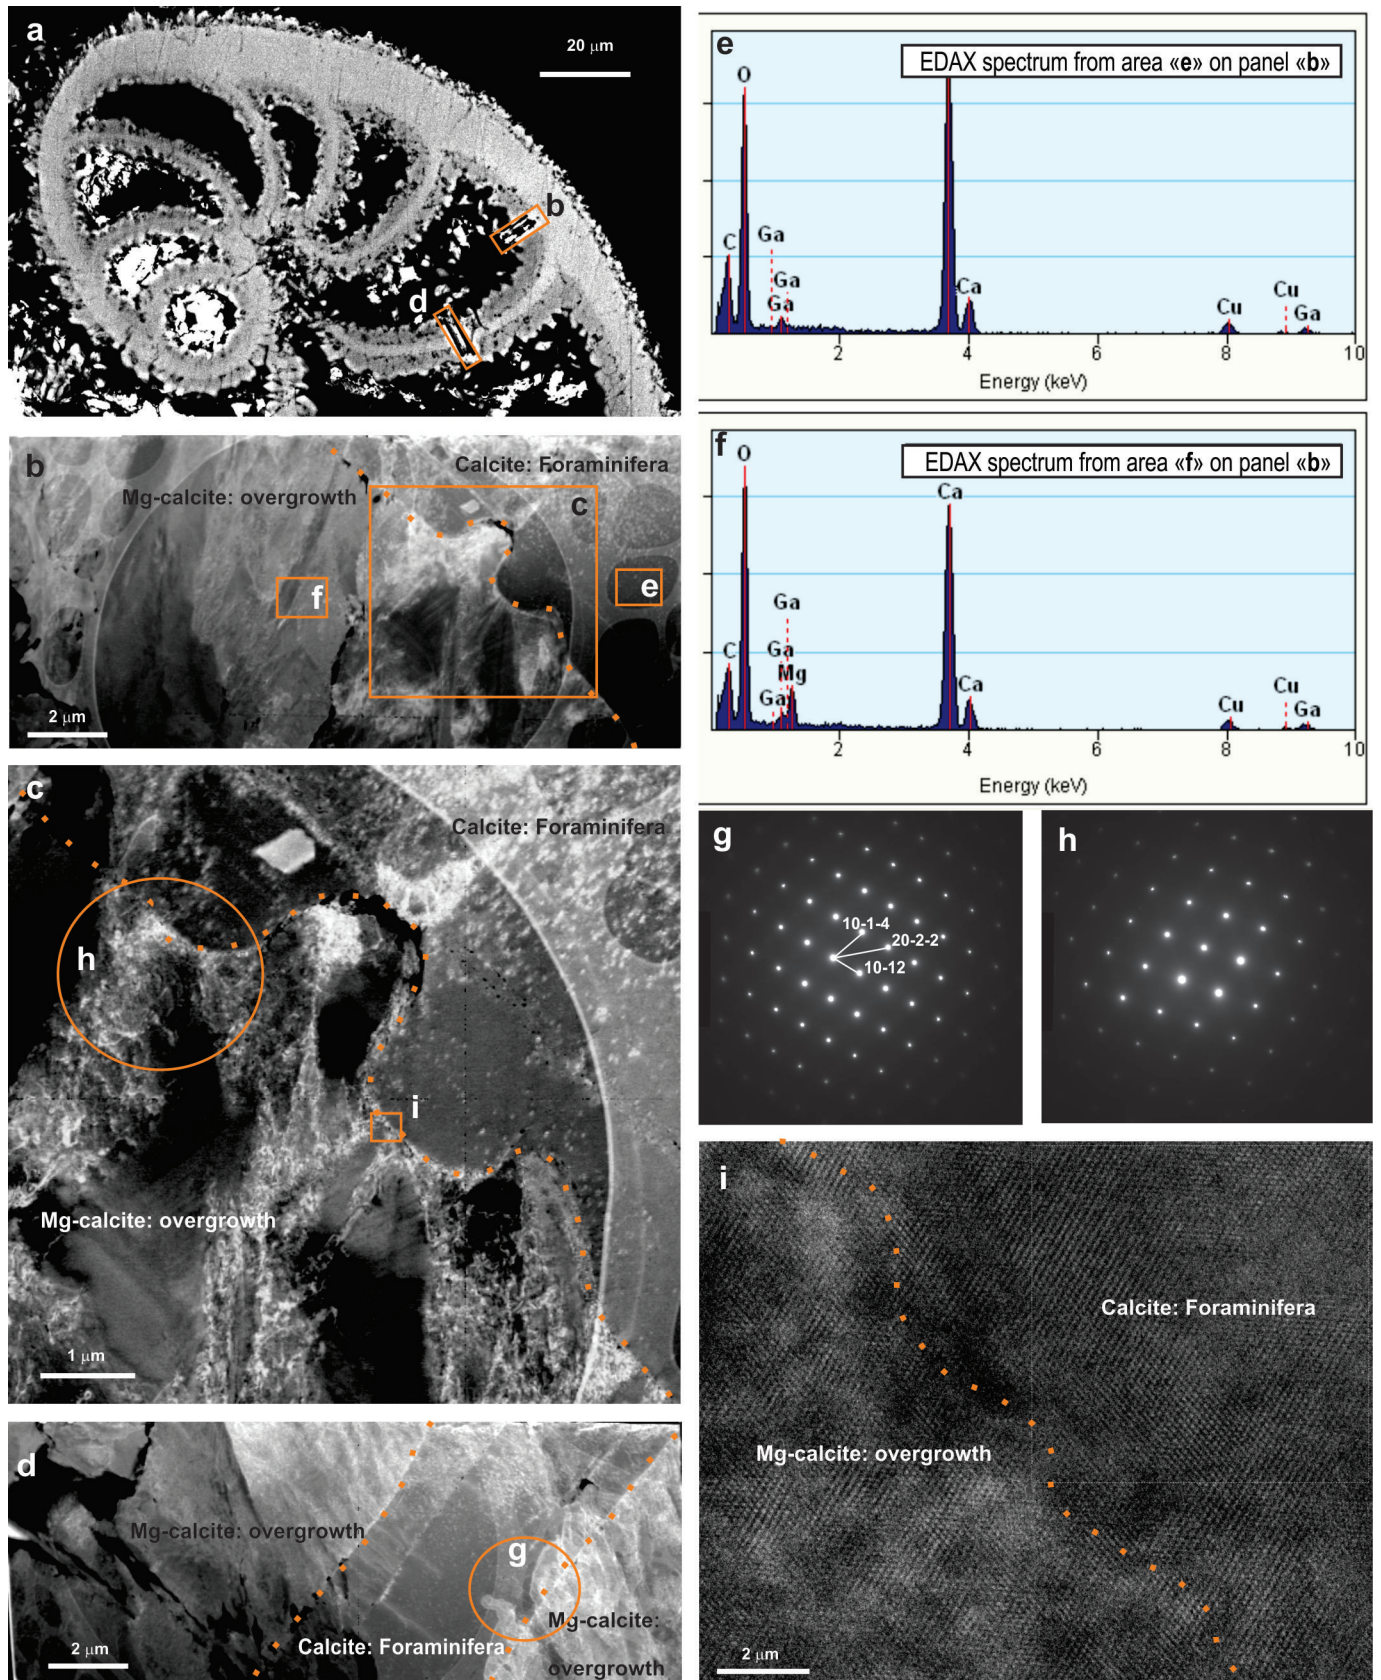 a
20 μm
b
d
b
Calcite: Foraminifera
Mg-calcite: overgrowth
c
f
e
2 μm
c
Calcite: Foraminifera
h
i
Mg-calcite: overgrowth
1 μm
d
Mg-calcite: overgrowth
g
Calcite: Foraminifera
Mg-calcite:
overgrowth
2 μm
e
EDAX spectrum from area «e» on panel «b»
O
C
Ga
Ga
Ga
Ca
Cu
Cu
Ga
2 4 6 8 10
Energy (keV)
f
EDAX spectrum from area «f» on panel «b»
O
Ca
Ga
Ga
C
Mg
Ga
Ca
Cu
Cu
Ga
2 4 6 8 10
Energy (keV)
g
10-1-4
20-2-2
10-12
h
i
Calcite: Foraminifera
Mg-calcite: overgrowth
2 μm